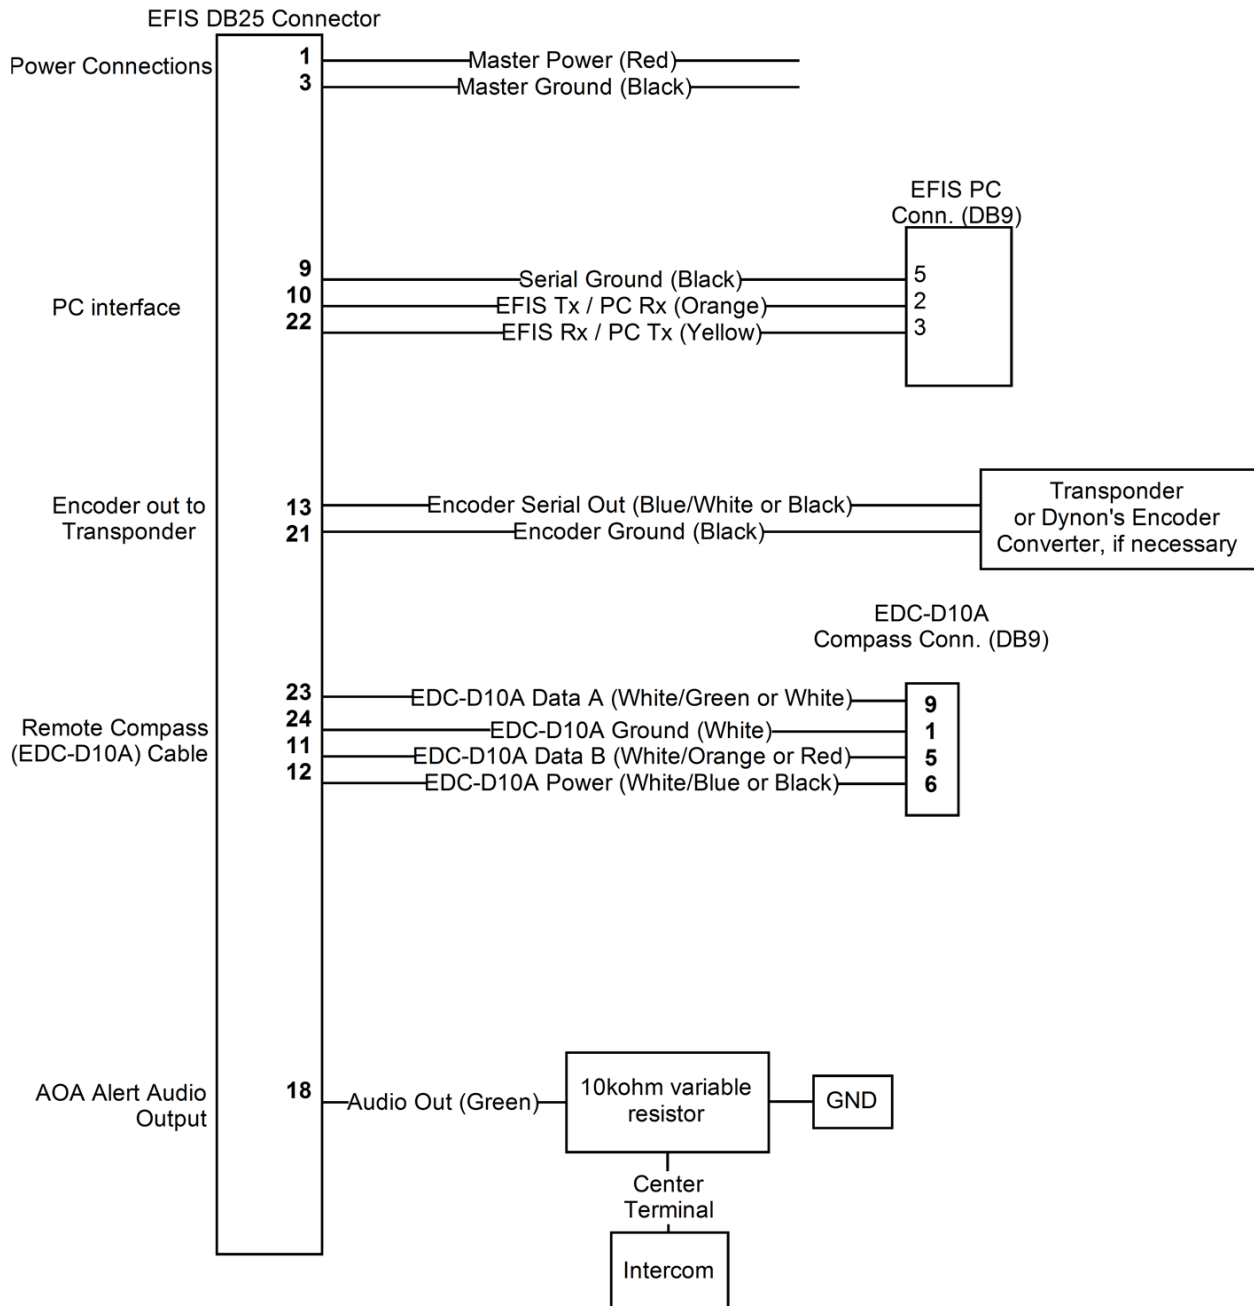 EFIS DB25 Connector
Power Connections
1
Master Power (Red)
3
Master Ground (Black)
EFIS PC
Conn. (DB9)
PC interface
9
Serial Ground (Black)
5
10
EFIS Tx / PC Rx (Orange)
2
22
EFIS Rx / PC Tx (Yellow)
3
Encoder out to
Transponder
13
Encoder Serial Out (Blue/White or Black)
21
Encoder Ground (Black)
Transponder
or Dynon's Encoder
Converter, if necessary
EDC-D10A
Compass Conn. (DB9)
Remote Compass
(EDC-D10A) Cable
23
EDC-D10A Data A (White/Green or White)
9
24
EDC-D10A Ground (White)
1
11
EDC-D10A Data B (White/Orange or Red)
5
12
EDC-D10A Power (White/Blue or Black)
6
AOA Alert Audio
Output
18
Audio Out (Green)
10kohm variable
resistor
GND
Center
Terminal
Intercom